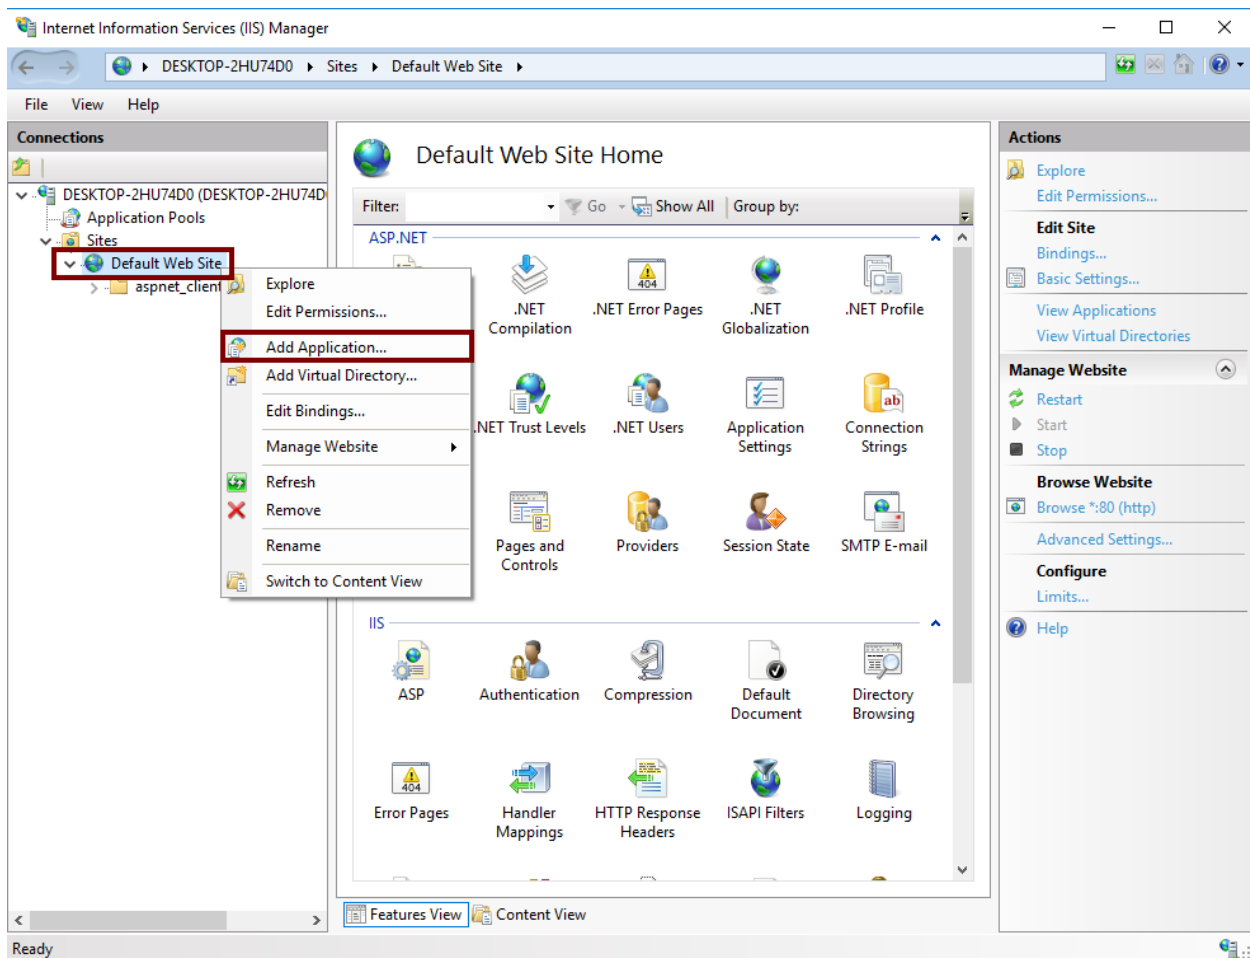 Internet Information Services (IIS) Manager
DESKTOP-2HU74D0 Sites Default Web Site
File View Help
Connections
DESKTOP-2HU74D0 (DESKTOP-2HU74D
Application Pools
Sites
Default Web Site
aspnet_client
Explore
Edit Permissions...
Add Application...
Add Virtual Directory...
Edit Bindings...
Manage Website
Refresh
Remove
Rename
Switch to Content View
Default Web Site Home
Filter: Go Show All Group by:
ASP.NET
.NET
Compilation
.NET Error Pages
404
.NET
Globalization
.NET Profile
.NET Trust Levels
.NET Users
Application
Settings
ab
Connection
Strings
Pages and
Controls
Providers
Session State
SMTP E-mail
IIS
ASP
Authentication
Compression
Default
Document
Directory
Browsing
404
Error Pages
Handler
Mappings
HTTP Response
Headers
ISAPI Filters
Logging
Features View Content View
Actions
Explore
Edit Permissions...
Edit Site
Bindings...
Basic Settings...
View Applications
View Virtual Directories
Manage Website
Restart
Start
Stop
Browse Website
Browse *:80 (http)
Advanced Settings...
Configure
Limits...
Help
Ready